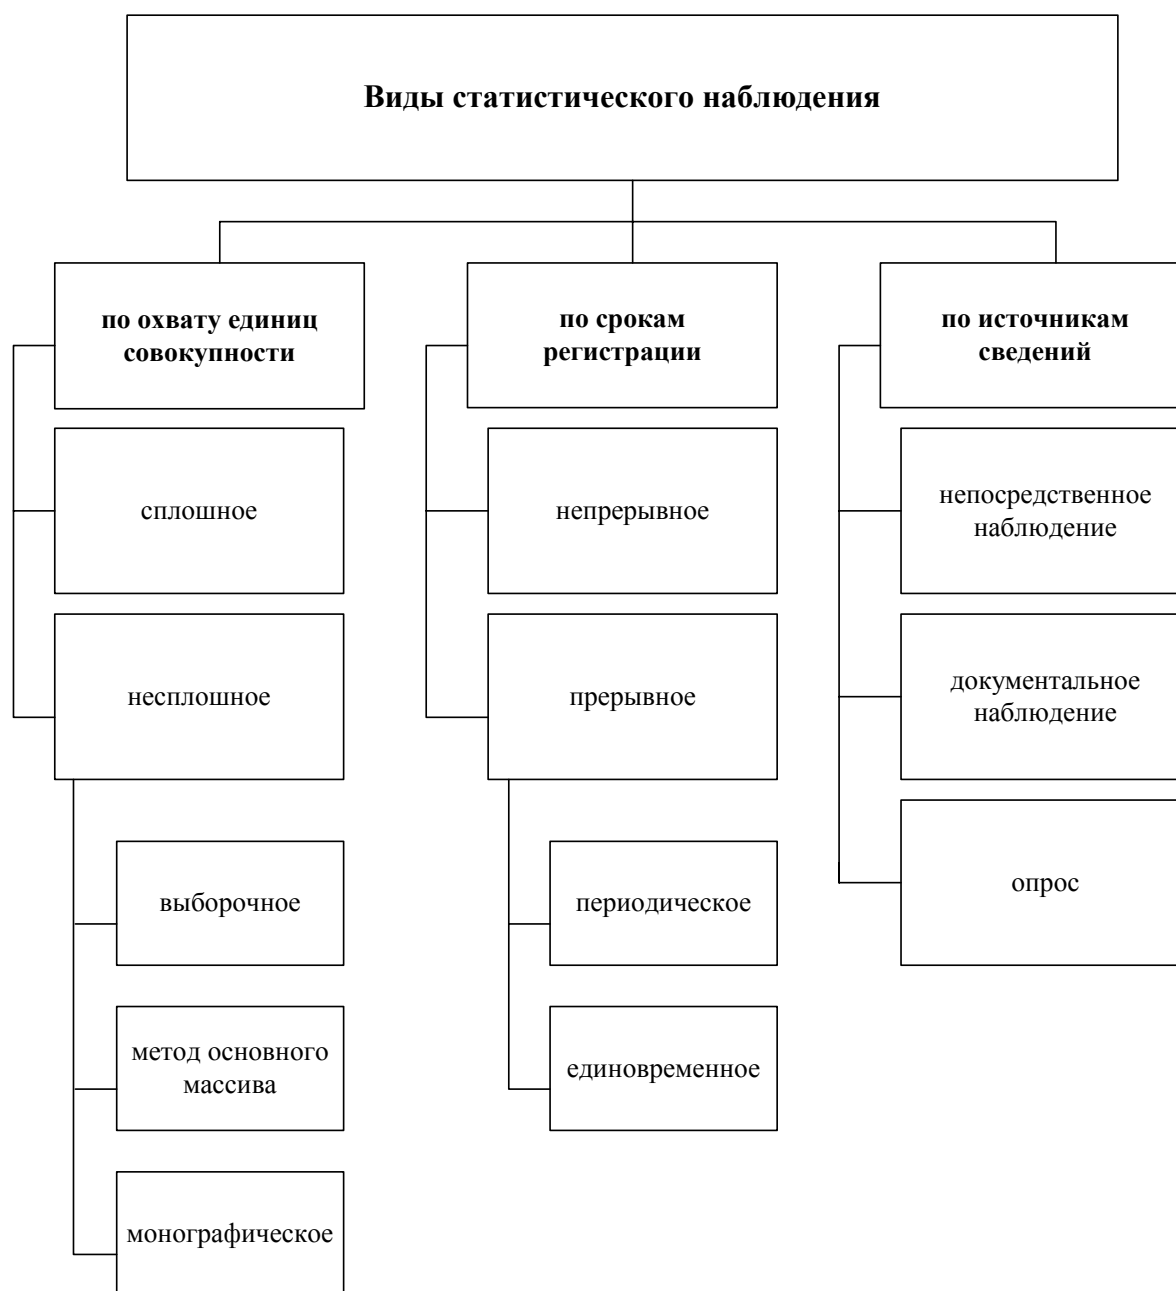 Виды статистического наблюдения
по охвату единиц
совокупности
сплошное
несплошное
выборочное
метод основного
массива
монографическое
по срокам
регистрации
непрерывное
прерывное
периодическое
единовременное
по источникам
сведений
непосредственное
наблюдение
документальное
наблюдение
опрос